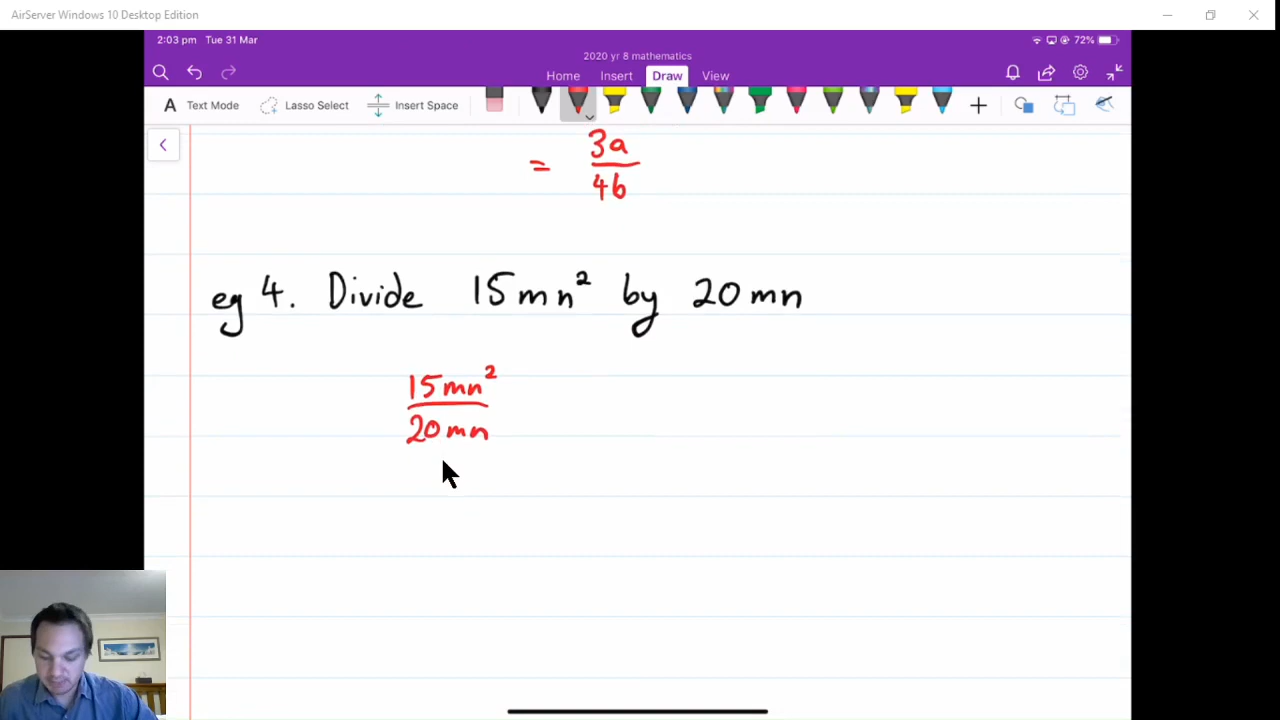 AirServer Windows 10 Desktop Edition
2:03 pm Tue 31 Mar
72%
2020 yr 8 mathematics
Home Insert Draw View
A Text Mode Lasso Select Insert Space
= 3a
4b
eg 4. Divide 15mn² by 20mn
15mn²
20mn